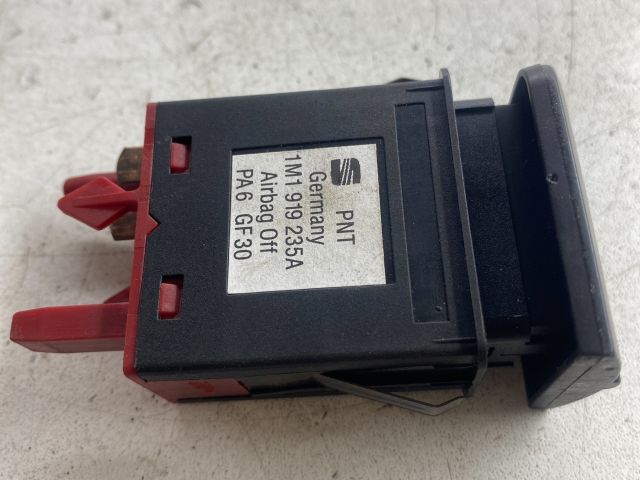 PNT
Germany
1M1 919 235A
Airbag Off
PA6 GF30